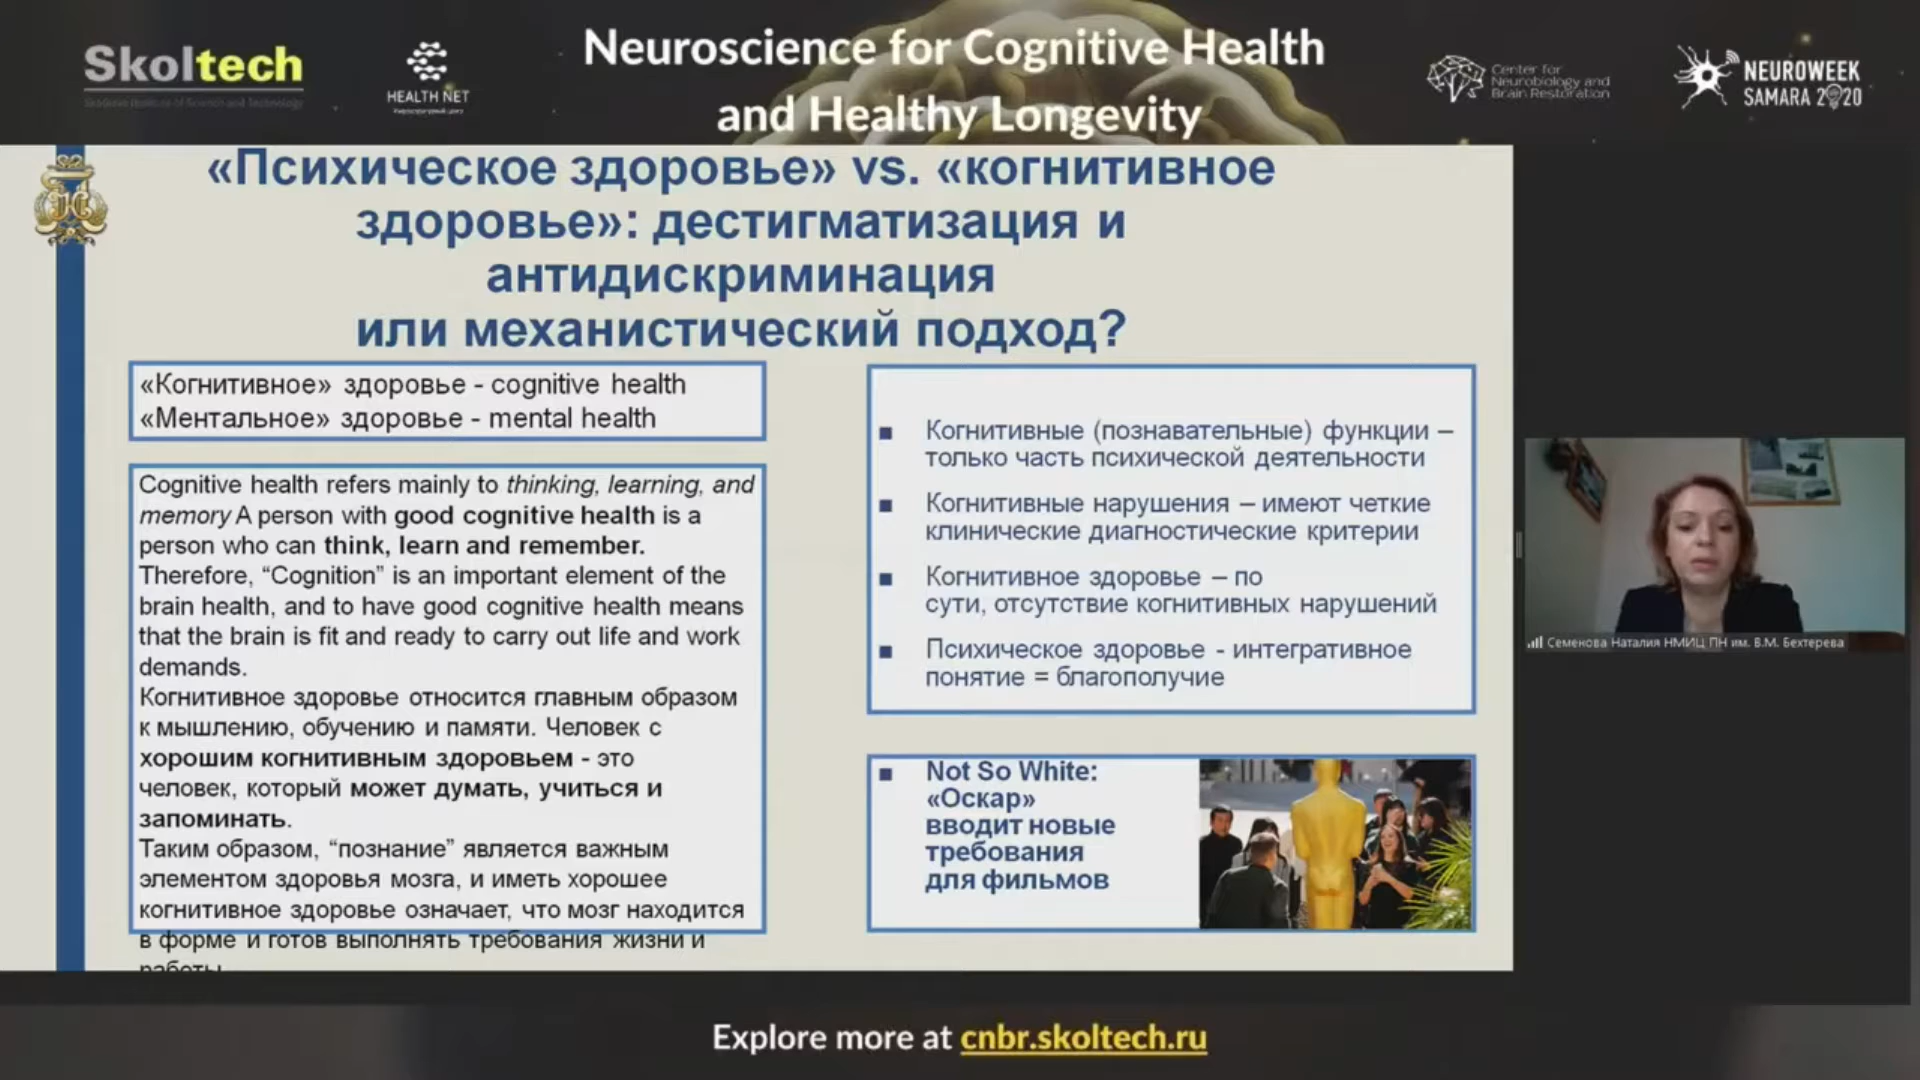 Skoltech
Skolkovo Institute of Science and Technology
HEALTH NET
Neuroscience for Cognitive Health
and Healthy Longevity
Center for
Neurobiology and
Brain Restoration
NEUROWEEK
SAMARA 2020
«Психическое здоровье» vs. «когнитивное
здоровье»: дестигматизация и
антидискриминация
или механистический подход?
«Когнитивное» здоровье - cognitive health
«Ментальное» здоровье - mental health
Cognitive health refers mainly to thinking, learning, and
memory A person with good cognitive health is a
person who can think, learn and remember.
Therefore, “Cognition” is an important element of the
brain health, and to have good cognitive health means
that the brain is fit and ready to carry out life and work
demands.
Когнитивное здоровье относится главным образом
к мышлению, обучению и памяти. Человек с
хорошим когнитивным здоровьем - это
человек, который может думать, учиться и
запоминать.
Таким образом, “познание” является важным
элементом здоровья мозга, и иметь хорошее
когнитивное здоровье означает, что мозг находится
в форме и готов выполнять требования жизни и
работы
Когнитивные (познавательные) функции –
только часть психической деятельности
Когнитивные нарушения – имеют четкие
клинические диагностические критерии
Когнитивное здоровье – по
сути, отсутствие когнитивных нарушений
Психическое здоровье - интегративное
понятие = благополучие
Not So White:
«Оскар»
вводит новые
требования
для фильмов
Семенова Наталия НМИЦ ПН им. В.М. Бехтерева
Explore more at cnbr.skoltech.ru